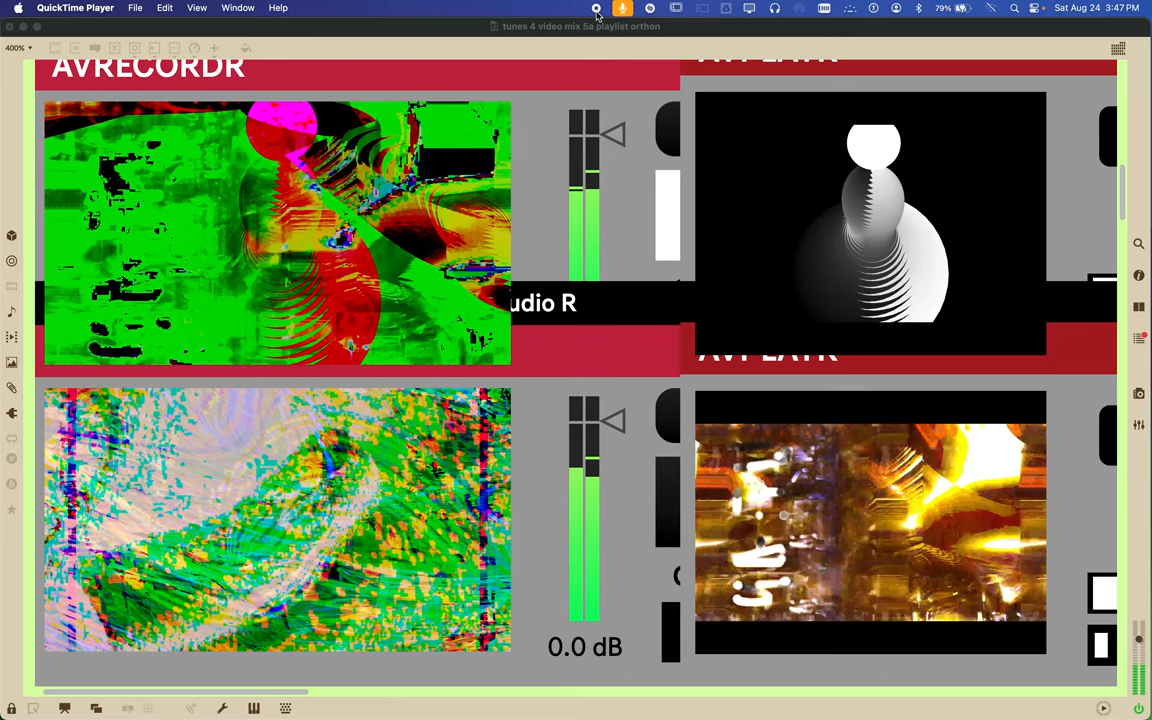 QuickTime Player File Edit View Window Help 79% Sat Aug 24 3:47 PM
tunes 4 video mix 5a playlist orthon
400%
AVRECORDR
udio R
0.0 dB